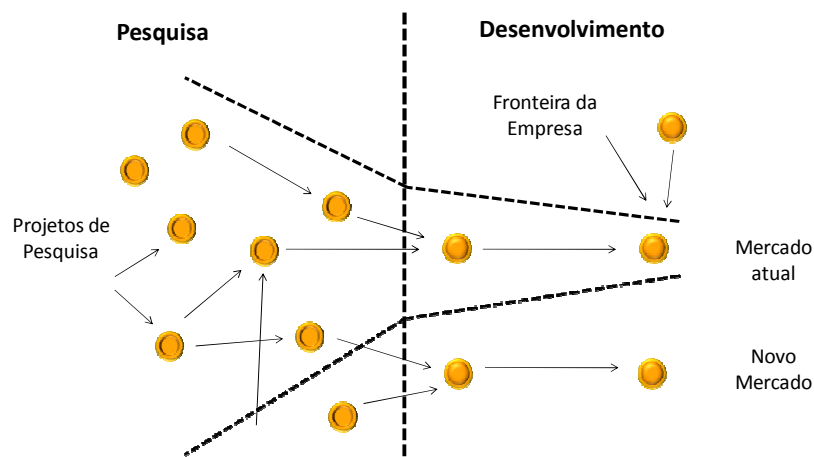 Pesquisa
Desenvolvimento
Fronteira da
Empresa
Projetos de
Pesquisa
Mercado
atual
Novo
Mercado